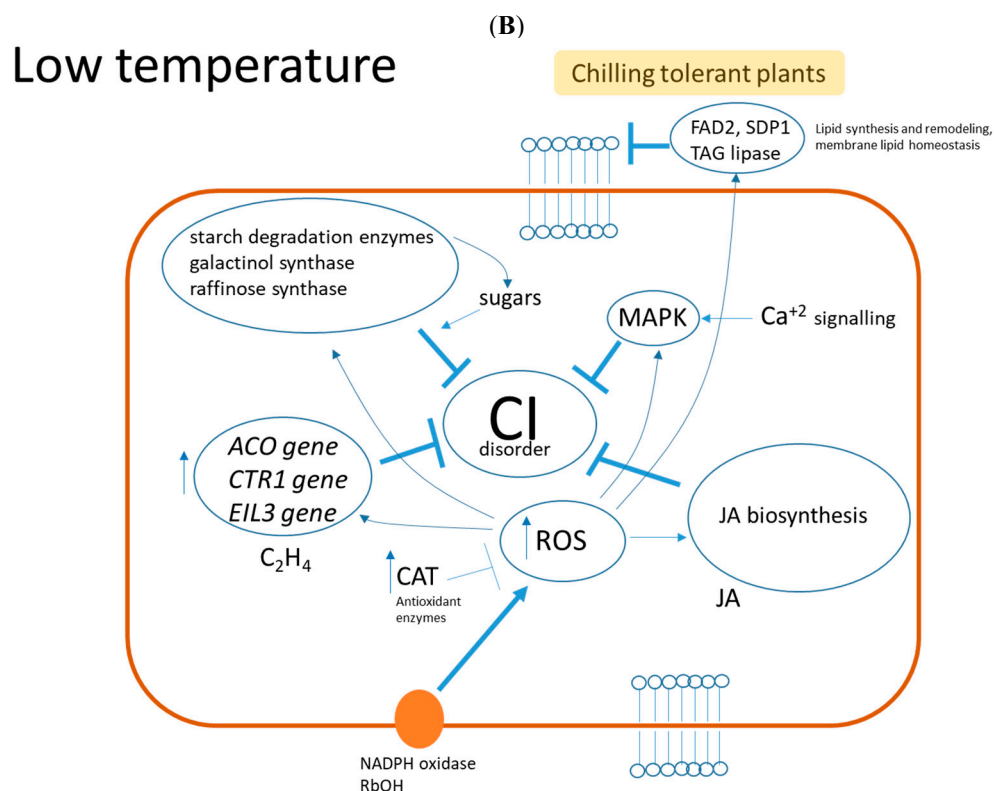 (B)
Low temperature
Chilling tolerant plants
FAD2, SDP1
TAG lipase
Lipid synthesis and remodeling,
membrane lipid homeostasis
starch degradation enzymes
galactinol synthase
raffinose synthase
sugars
MAPK
Ca+2 signalling
CI
disorder
ACO gene
CTR1 gene
EIL3 gene
C2H4
ROS
JA biosynthesis
JA
CAT
Antioxidant
enzymes
NADPH oxidase
RbOH